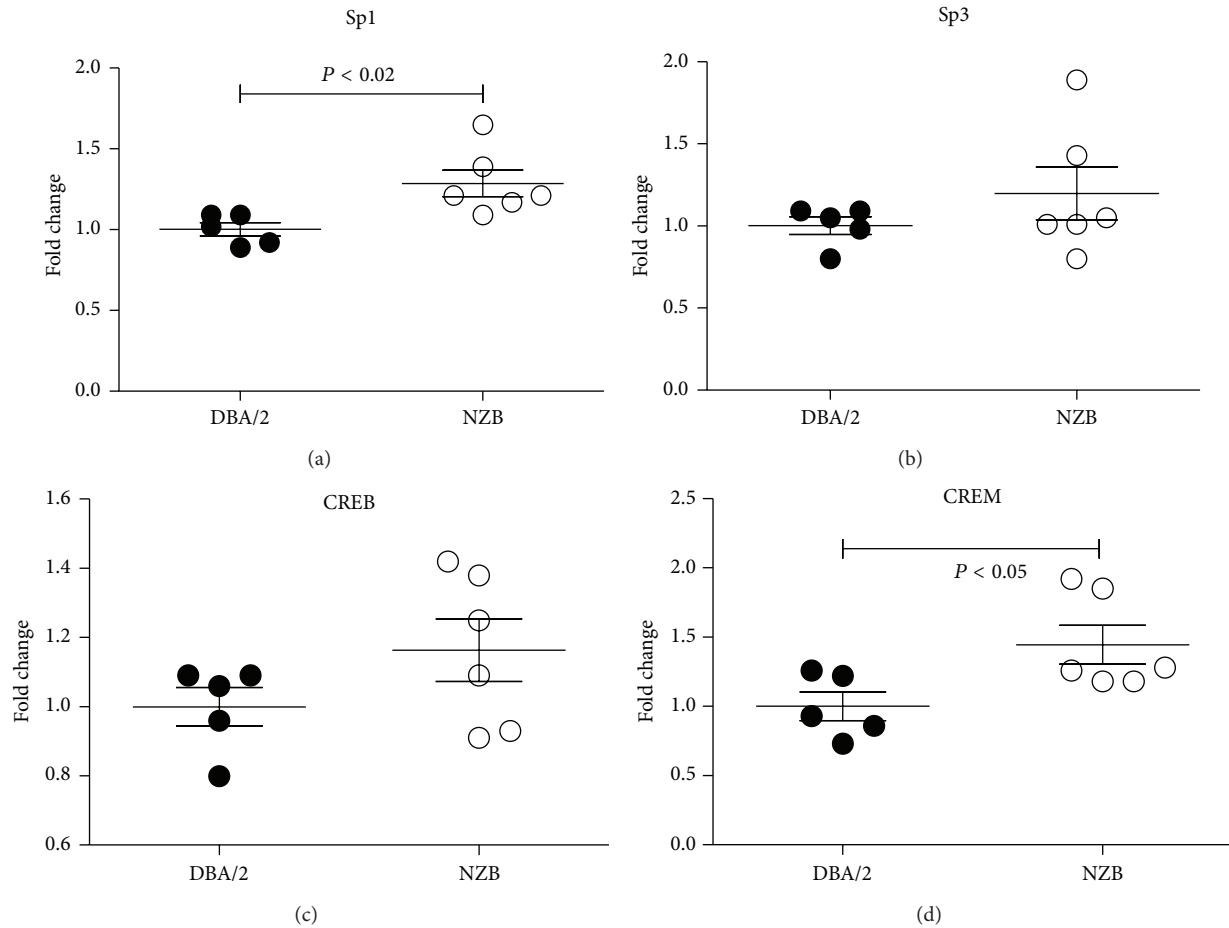 Sp1
2.0
P < 0.02
1.5
1.0
0.5
0.0
Fold change
DBA/2
NZB
(a)
Sp3
2.0
1.5
1.0
0.5
0.0
Fold change
DBA/2
NZB
(b)
CREB
1.6
1.4
1.2
1.0
0.8
0.6
Fold change
DBA/2
NZB
(c)
CREM
2.5
2.0
P < 0.05
1.5
1.0
0.5
0.0
Fold change
DBA/2
NZB
(d)